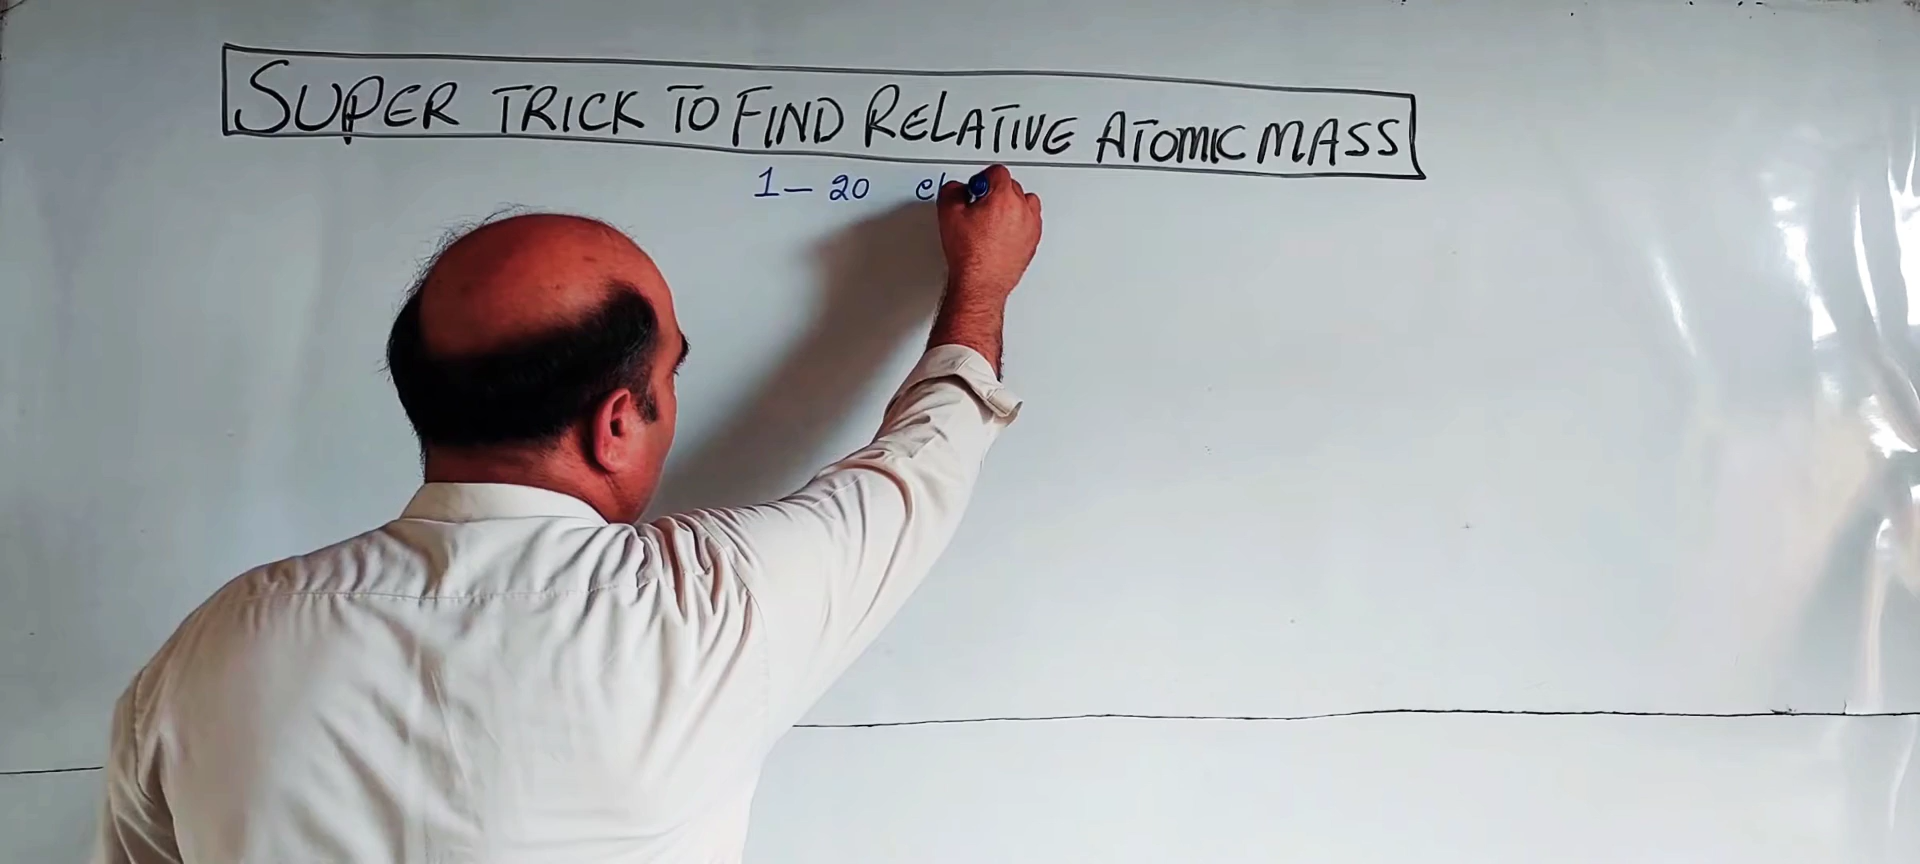 SUPER TRICK TO FIND RELATIVE ATOMIC MASS
1 – 20